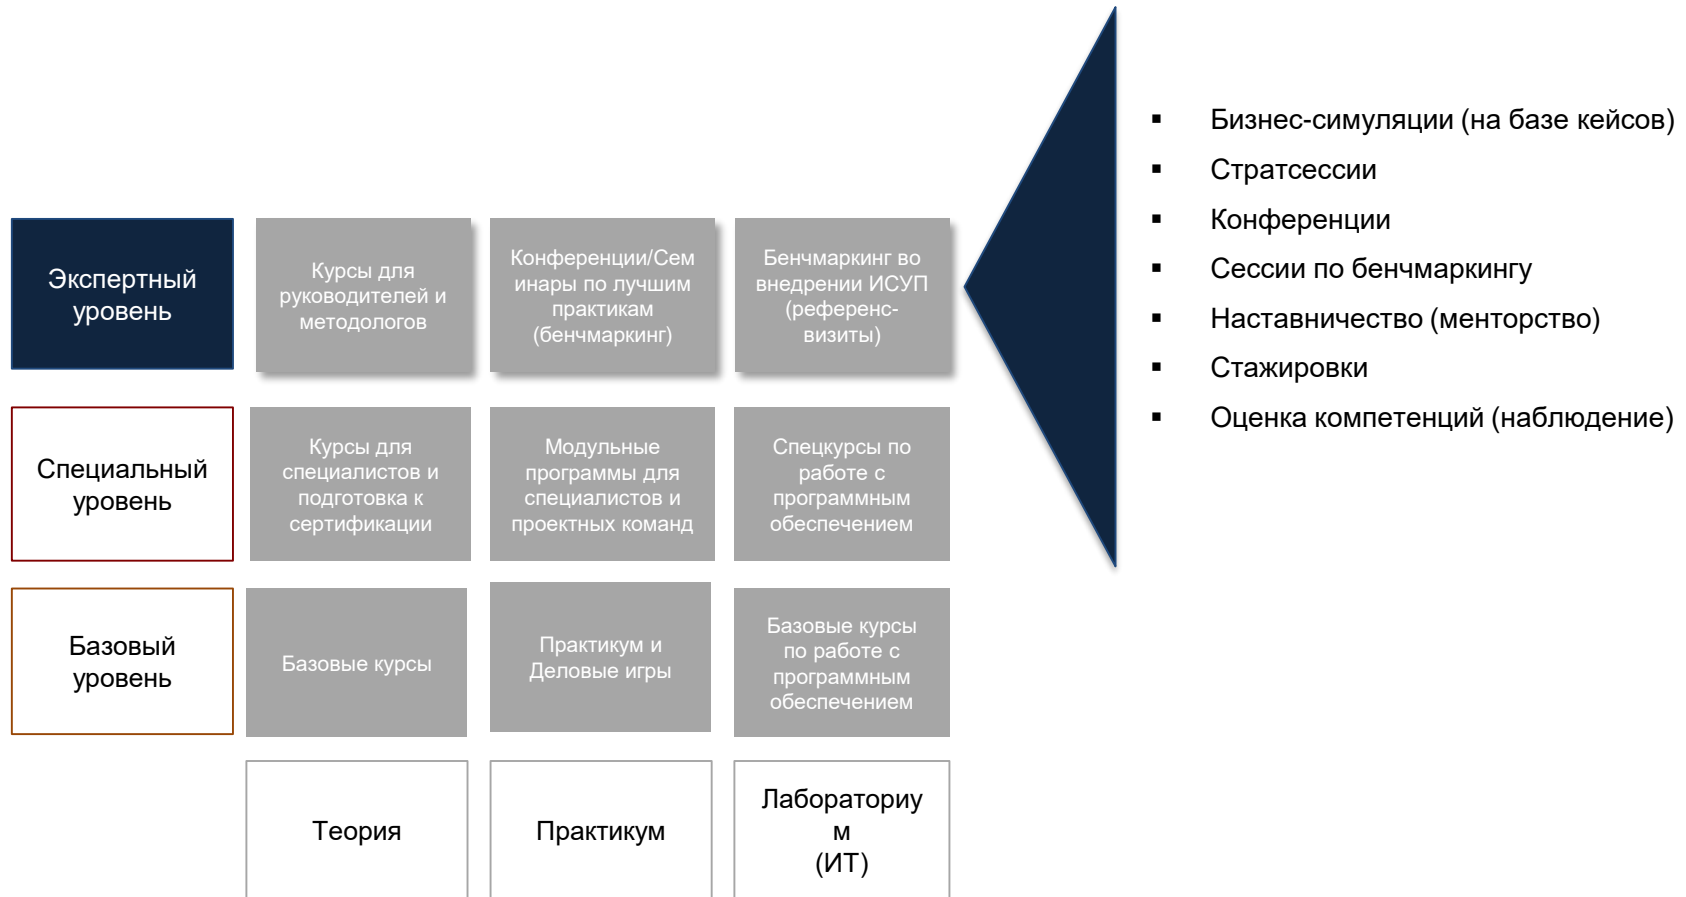 Экспертный
уровень
Курсы для
руководителей и
методологов
Конференции/Сем
инары по лучшим
практикам
(бенчмаркинг)
Бенчмаркинг во
внедрении ИСУП
(референс-
визиты)
Бизнес-симуляции (на базе кейсов)
Стратсессии
Конференции
Сессии по бенчмаркингу
Наставничество (менторство)
Стажировки
Оценка компетенций (наблюдение)
Специальный
уровень
Курсы для
специалистов и
подготовка к
сертификации
Модульные
программы для
специалистов и
проектных команд
Спецкурсы по
работе с
программным
обеспечением
Базовый
уровень
Базовые курсы
Практикум и
Деловые игры
Базовые курсы
по работе с
программным
обеспечением
Теория
Практикум
Лабораториу
м
(ИТ)